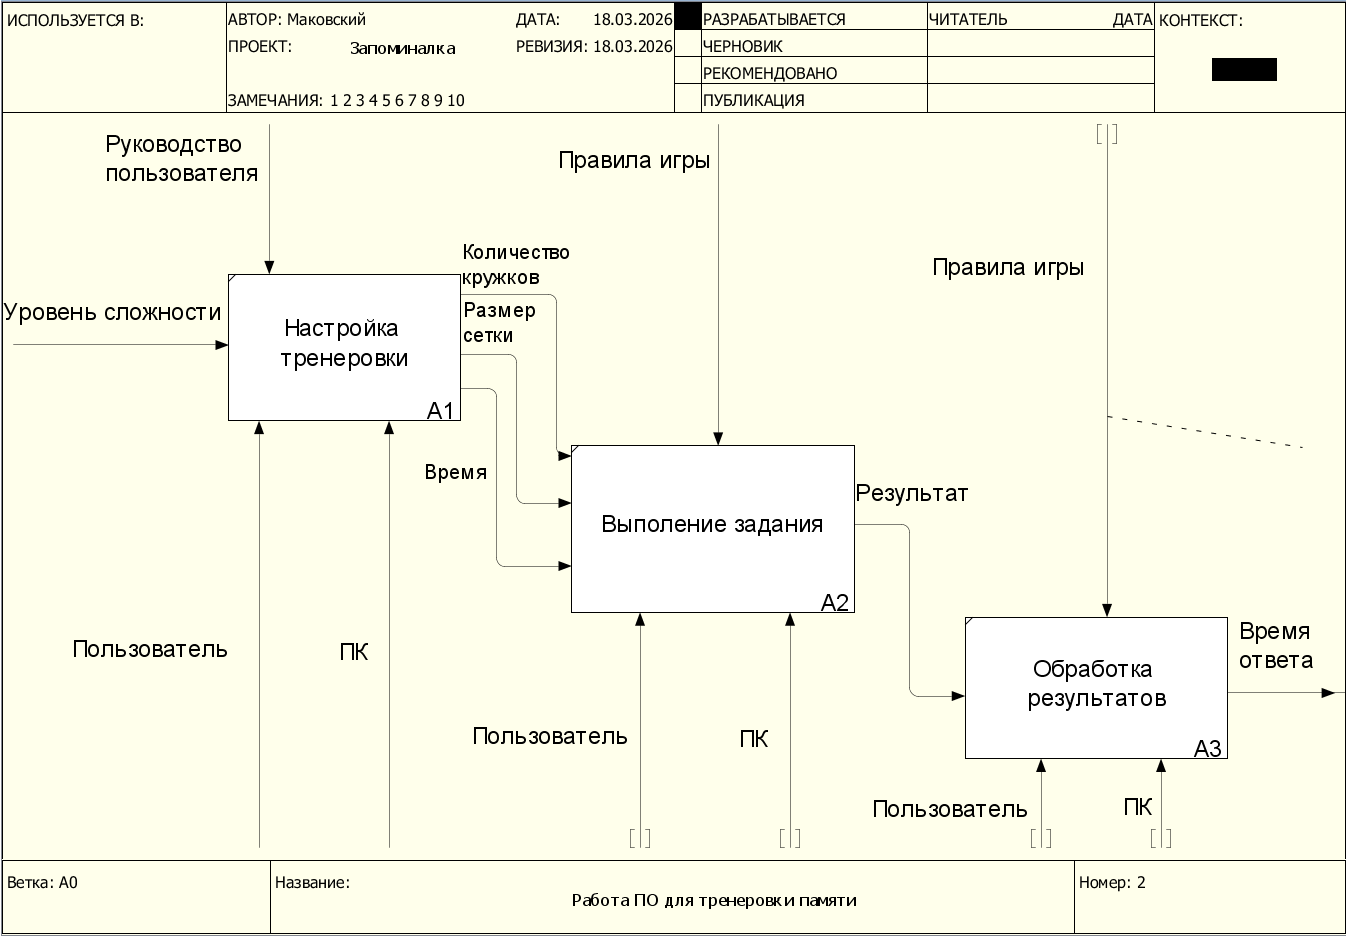 ИСПОЛЬЗУЕТСЯ В:
АВТОР: Маковский
ДАТА: 18.03.2026
РАЗРАБАТЫВАЕТСЯ
ЧИТАТЕЛЬ
ДАТА
КОНТЕКСТ:
ПРОЕКТ: Запоминалка
РЕВИЗИЯ: 18.03.2026
ЧЕРНОВИК
РЕКОМЕНДОВАНО
ЗАМЕЧАНИЯ: 1 2 3 4 5 6 7 8 9 10
ПУБЛИКАЦИЯ
Руководство
пользователя
Правила игры
Правила игры
Количество
кружков
Уровень сложности
Размер
сетки
Настройка
тренеровки
A1
Время
Результат
Выполение задания
A2
Пользователь
ПК
Время
ответа
Обработка
результатов
A3
Пользователь
ПК
Пользователь
ПК
Ветка: A0
Название:
Работа ПО для тренеровки памяти
Номер: 2